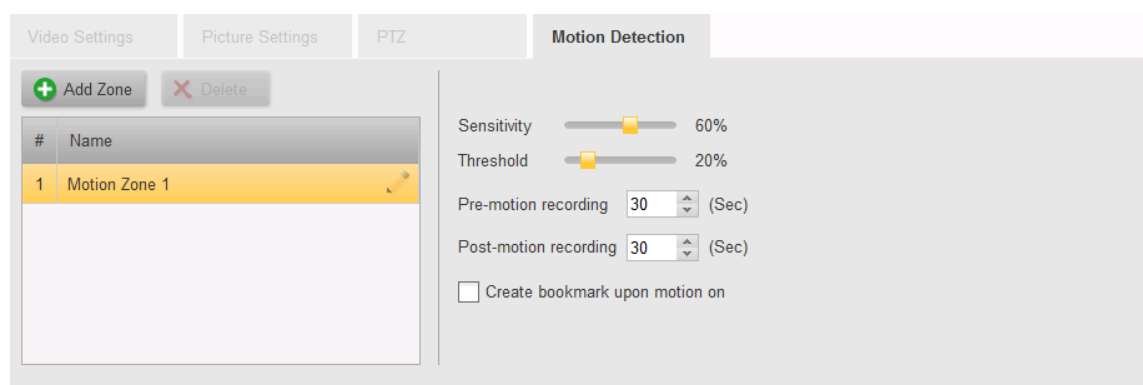 Video Settings Picture Settings PTZ Motion Detection
Add Zone Delete
# Name
1 Motion Zone 1
Sensitivity 60%
Threshold 20%
Pre-motion recording 30 (Sec)
Post-motion recording 30 (Sec)
Create bookmark upon motion on